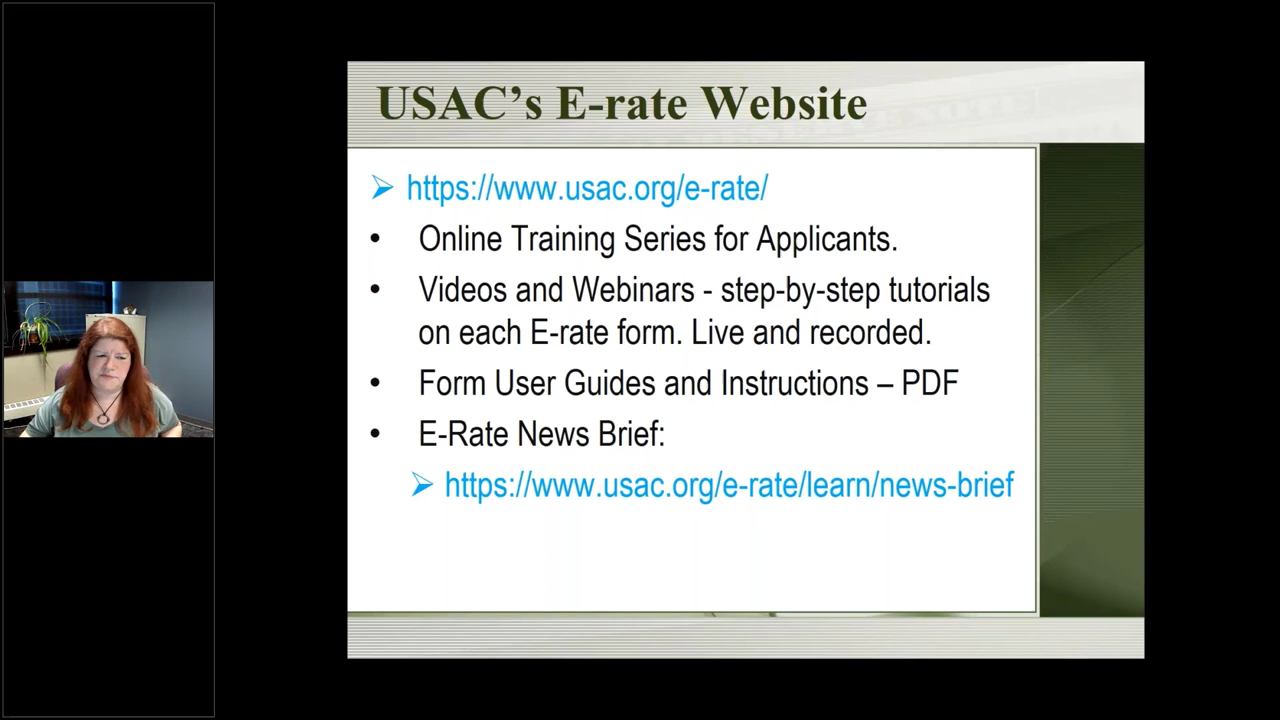 USAC's E-rate Website
➢ https://www.usac.org/e-rate/
• Online Training Series for Applicants.
• Videos and Webinars - step-by-step tutorials
on each E-rate form. Live and recorded.
• Form User Guides and Instructions – PDF
• E-Rate News Brief:
➢ https://www.usac.org/e-rate/learn/news-brief